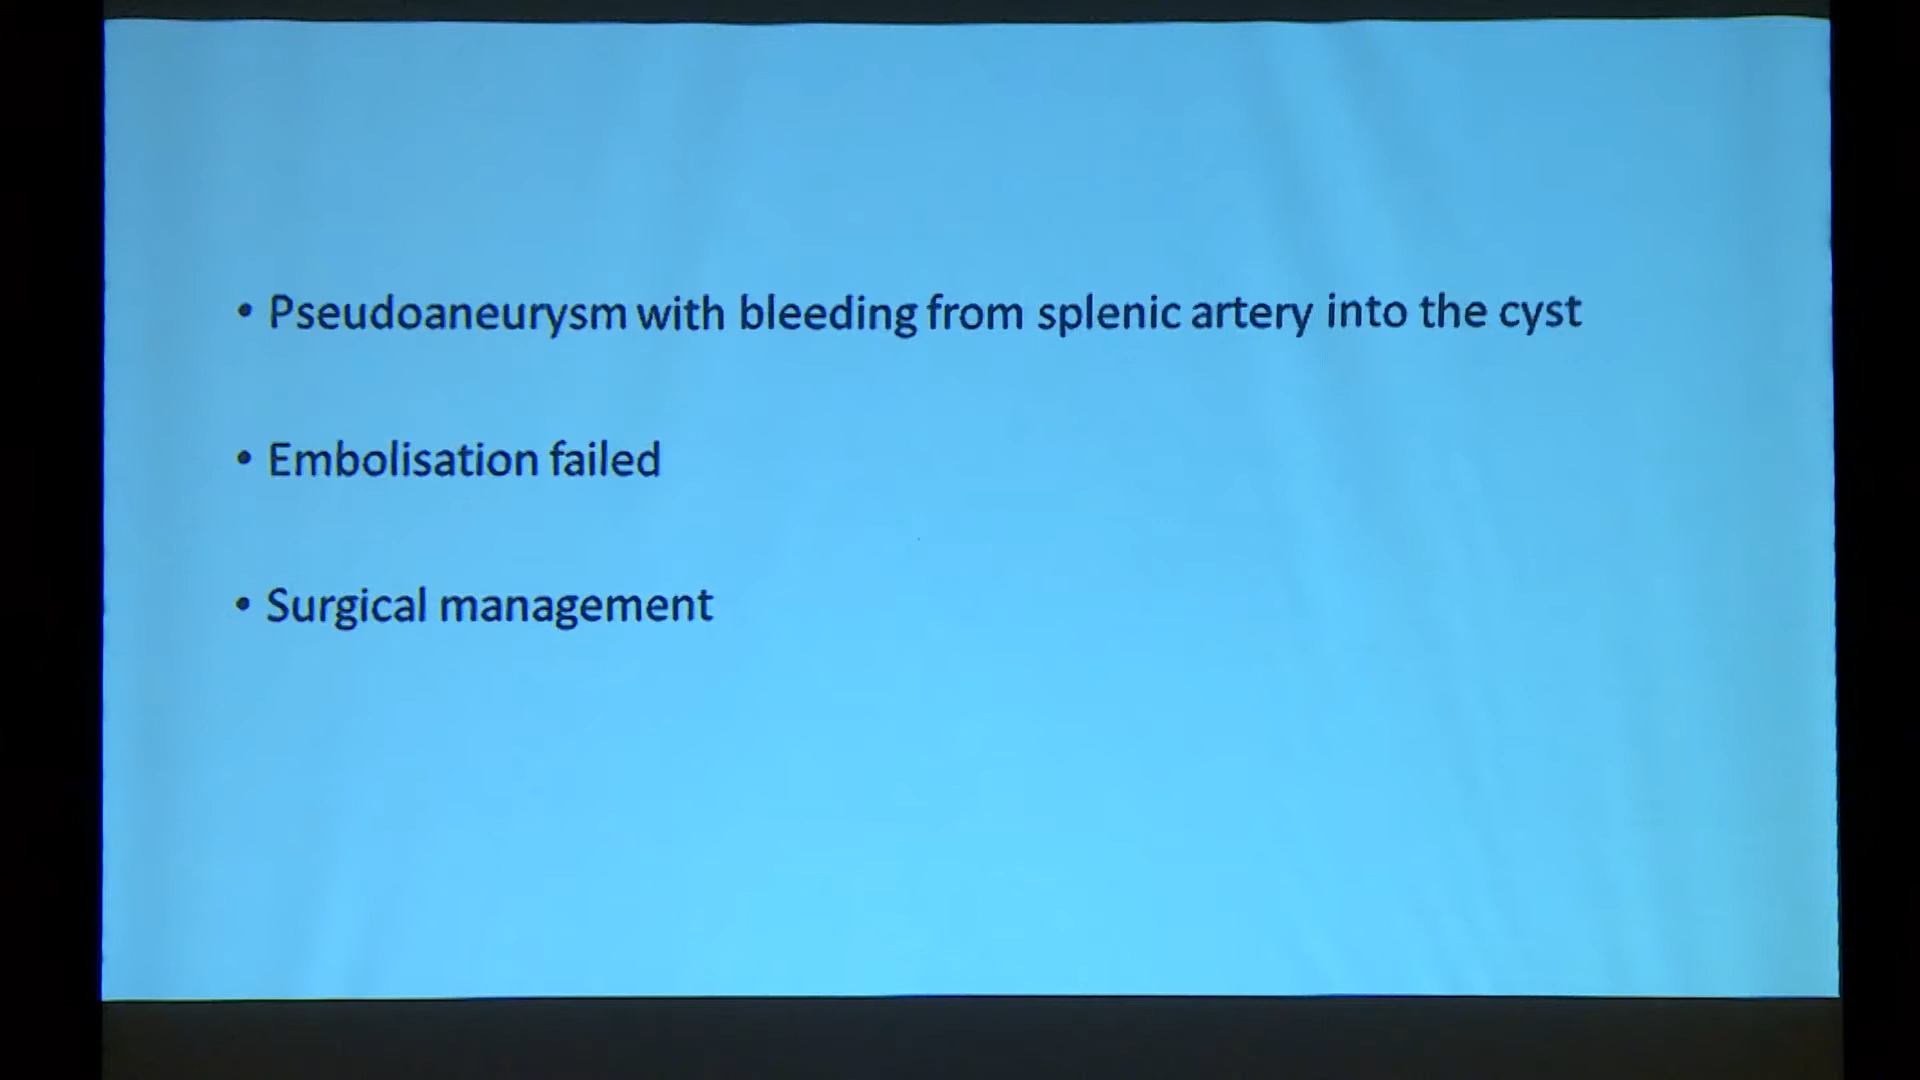 • Pseudoaneurysm with bleeding from splenic artery into the cyst
• Embolisation failed
• Surgical management